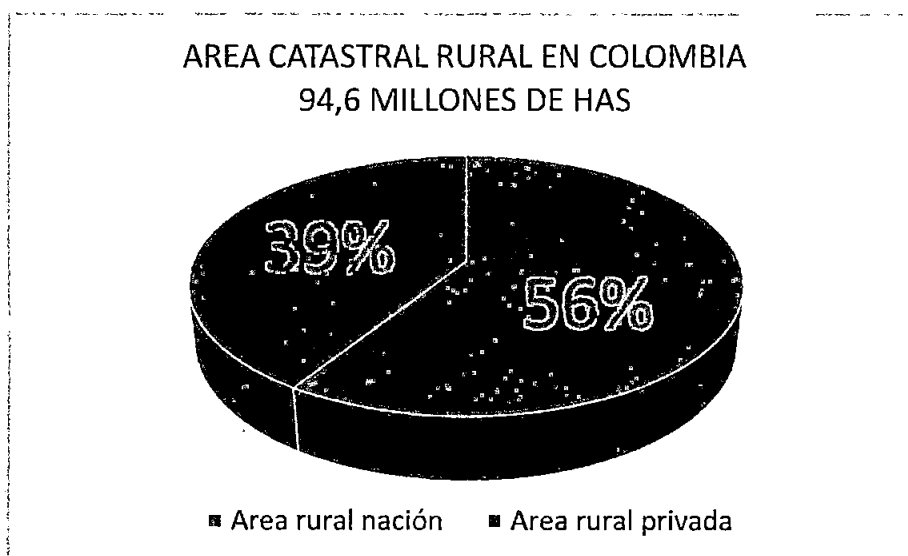 AREA CATASTRAL RURAL EN COLOMBIA
94,6 MILLONES DE HAS
39%
56%
Area rural nación Area rural privada